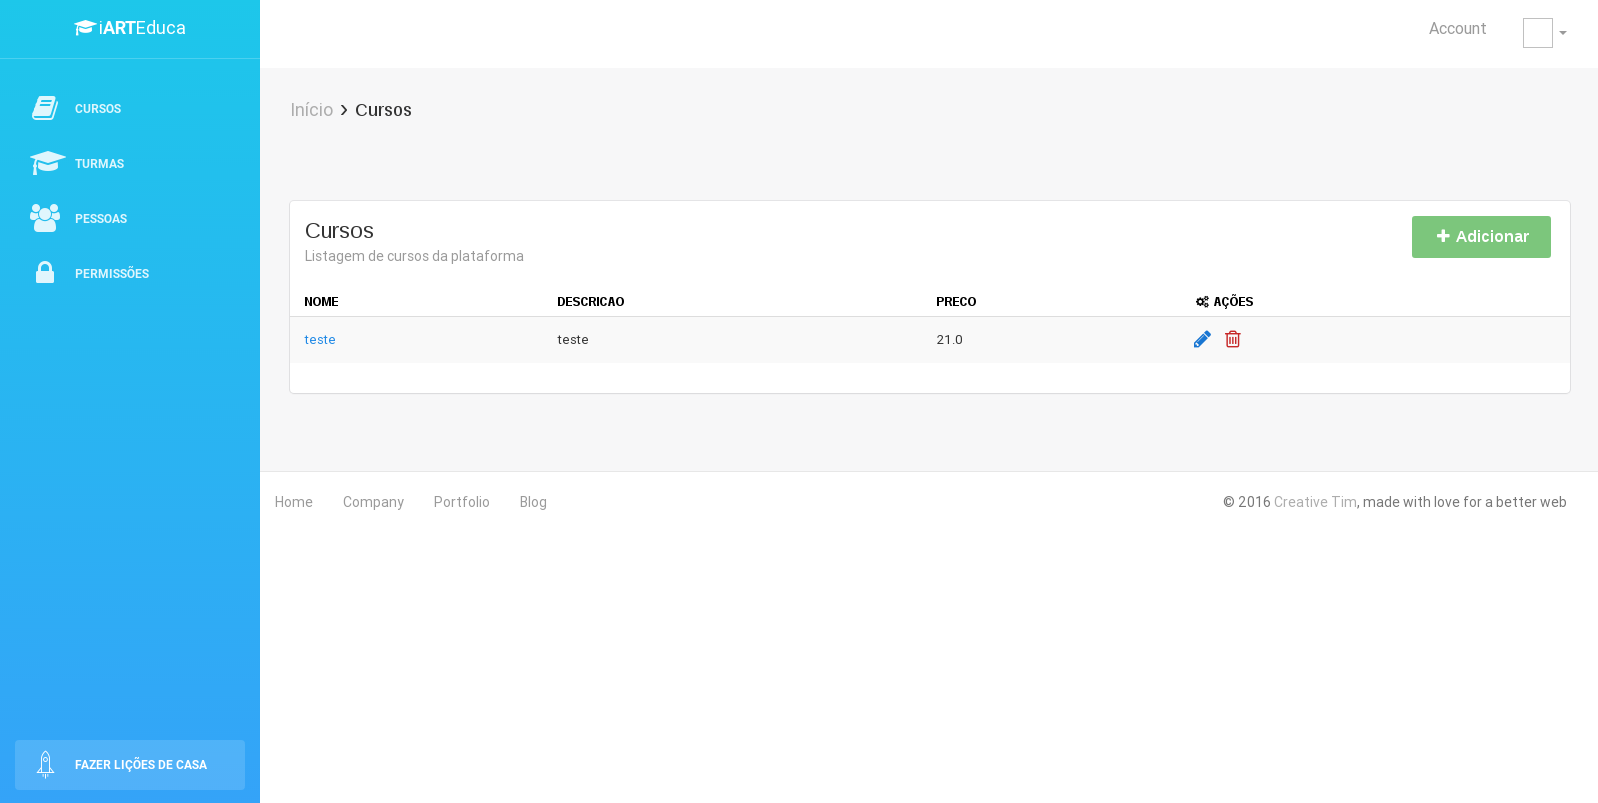 iARTEduca
Account
CURSOS
TURMAS
PESSOAS
PERMISSÕES
FAZER LIÇÕES DE CASA
Início › Cursos
Cursos
Listagem de cursos da plataforma
Adicionar
NOME DESCRICAO PRECO AÇÕES
teste teste 21.0
Home Company Portfolio Blog
© 2016 Creative Tim, made with love for a better web